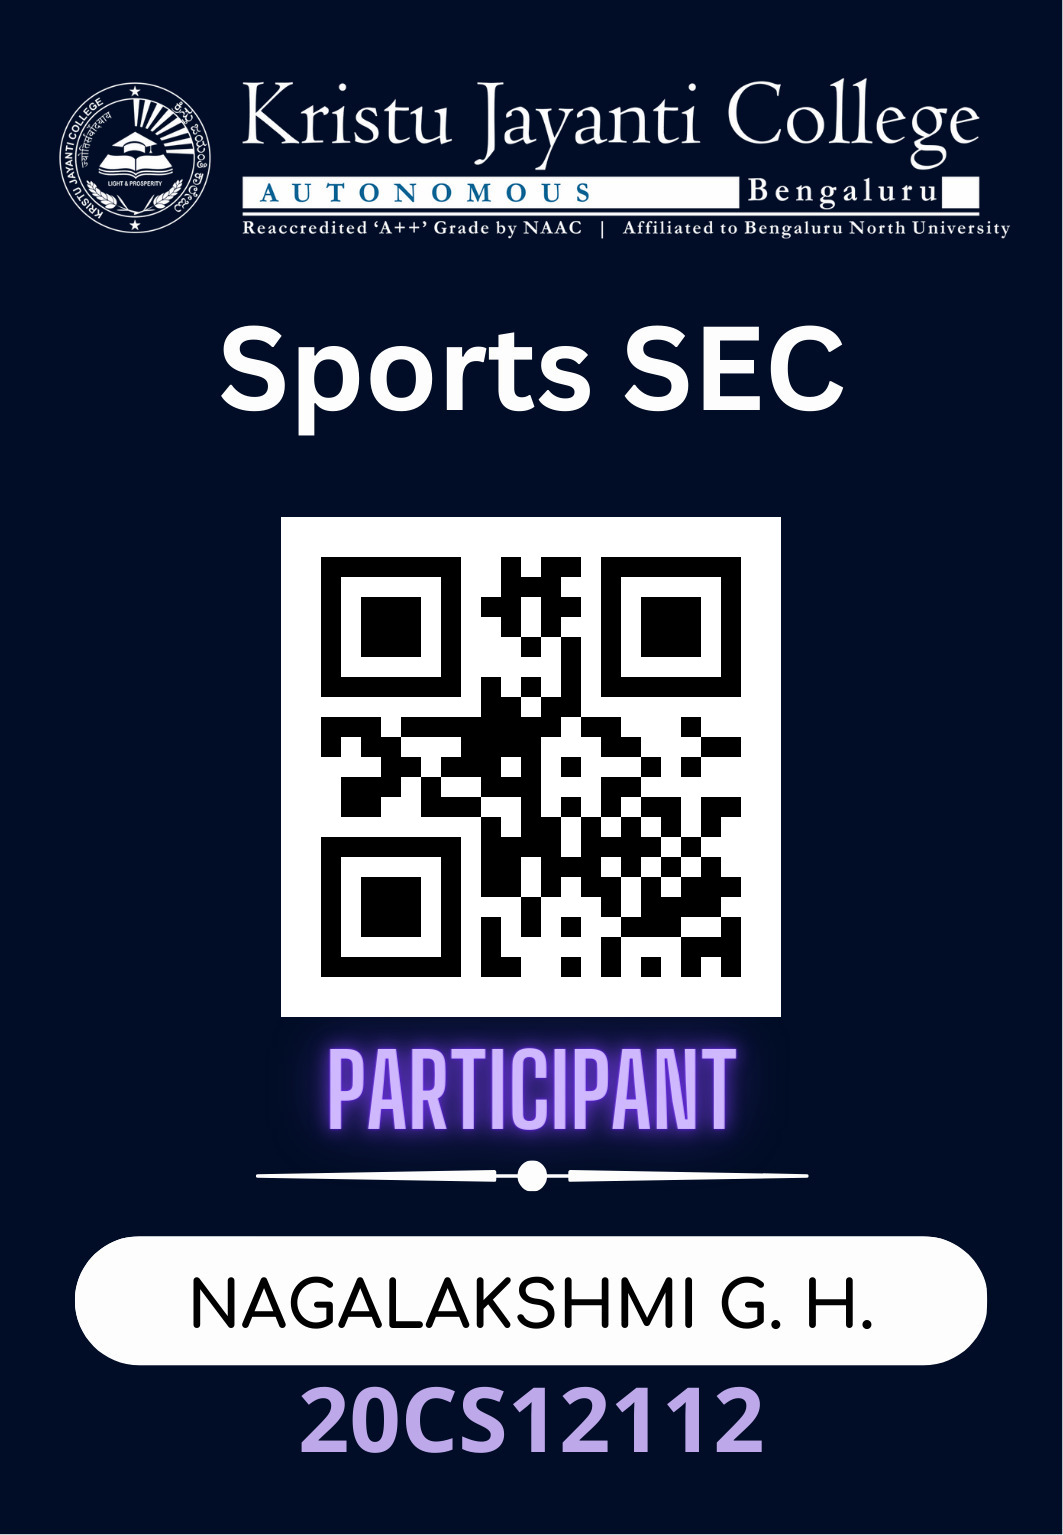 KRISTU JAYANTI COLLEGE
ಕ್ರಿಸ್ತು ಜಯಂತಿ ಕಾಲೇಜು
LIGHT & PROSPERITY
Kristu Jayanti College
AUTONOMOUS Bengaluru
Reaccredited ‘A++’ Grade by NAAC | Affiliated to Bengaluru North University
Sports SEC
PARTICIPANT
NAGALAKSHMI G. H.
20CS12112